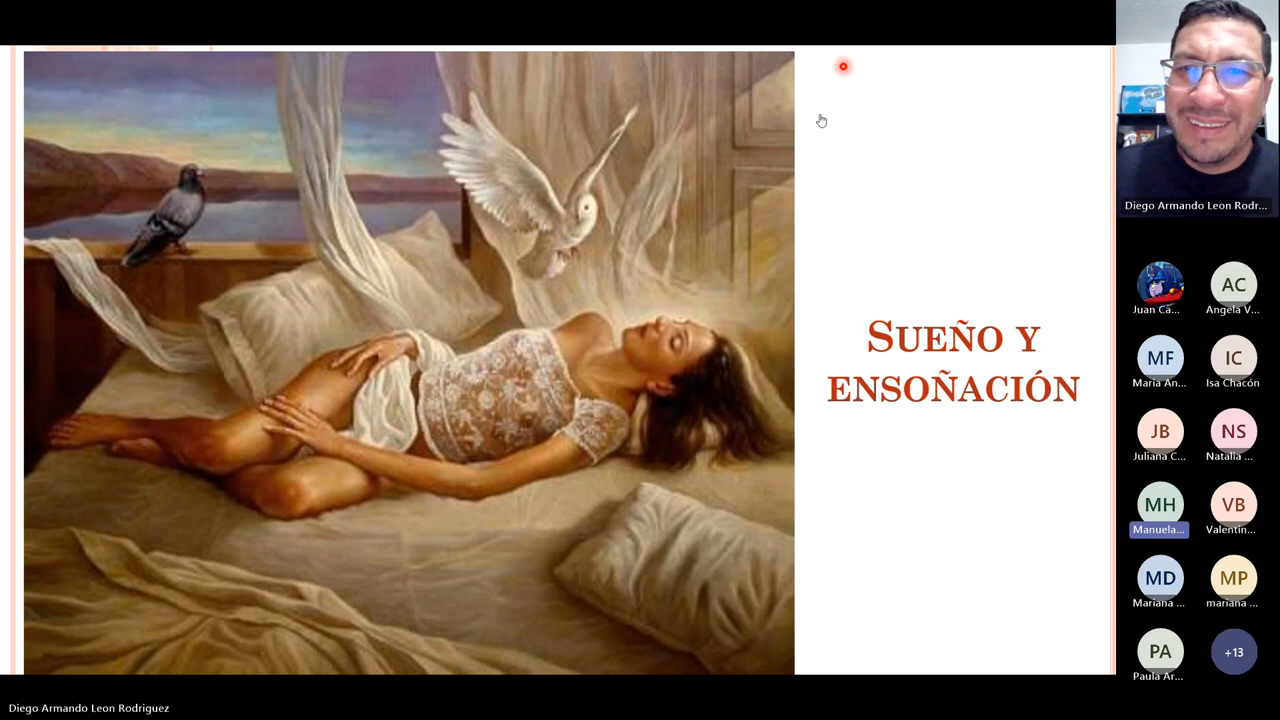 SUEÑO Y
ENSOÑACIÓN
Diego Armando Leon Rodr...
Juan Ca...
AC
Angela V...
MF
Maria An...
IC
Isa Chacón
JB
Juliana C...
NS
Natalia ...
MH
Manuela...
VB
Valentin...
MD
Mariana ...
MP
mariana ...
PA
Paula Ar...
+13
Diego Armando Leon Rodriguez